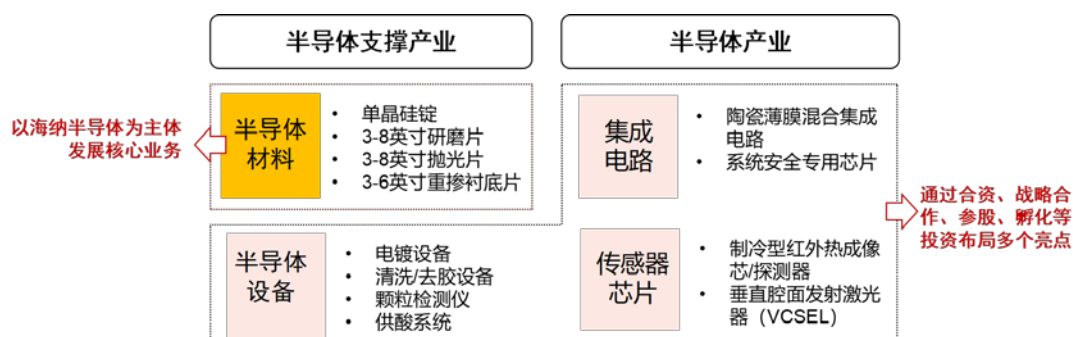 半导体支撑产业
半导体产业
以海纳半导体为主体
发展核心业务
半导体
材料
• 单晶硅锭
• 3-8英寸研磨片
• 3-8英寸抛光片
• 3-6英寸重掺衬底片
集成
电路
• 陶瓷薄膜混合集成
电路
• 系统安全专用芯片
通过合资、战略合
作、参股、孵化等
投资布局多个亮点
半导体
设备
• 电镀设备
• 清洗/去胶设备
• 颗粒检测仪
• 供酸系统
传感器
芯片
• 制冷型红外热成像
芯/探测器
• 垂直腔面发射激光
器（VCSEL）